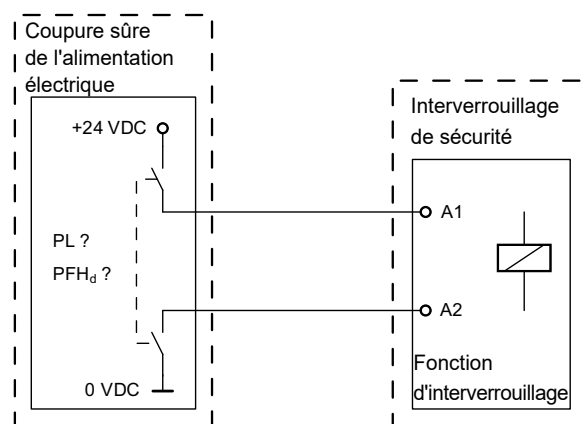 Coupure sûre
de l'alimentation
électrique
+24 VDC
PL ?
PFHd ?
0 VDC
Interverrouillage
de sécurité
A1
A2
Fonction
d'interverrouillage